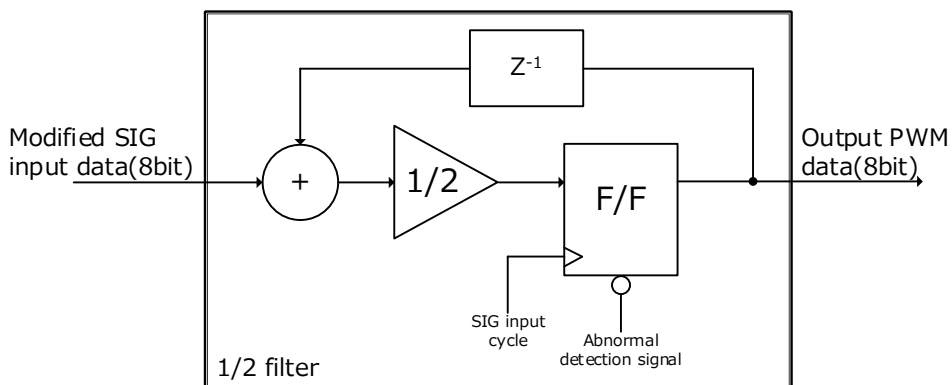 Z-1
Modified SIG
input data(8bit)
+
1/2
F/F
Output PWM
data(8bit)
SIG input
cycle
Abnormal
detection signal
1/2 filter